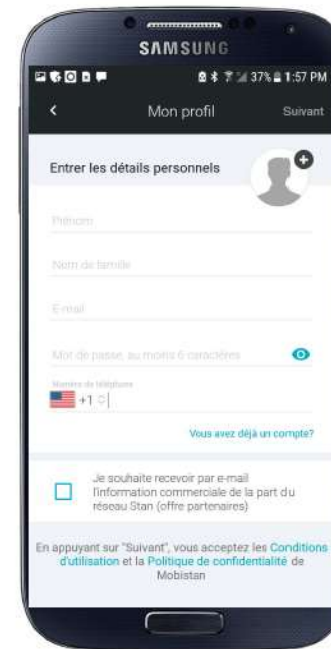 SAMSUNG
37% 1:57 PM
Mon profil Suivant
Entrer les détails personnels
Prénom
Nom de famille
E-mail
Mot de passe, au moins 6 caractères
Numéro de téléphone
+1
Vous avez déjà un compte?
Je souhaite recevoir par e-mail
l'information commerciale de la part du
réseau Stan (offre partenaires)
En appuyant sur "Suivant", vous acceptez les Conditions
d'utilisation et la Politique de confidentialité de
Mobistan